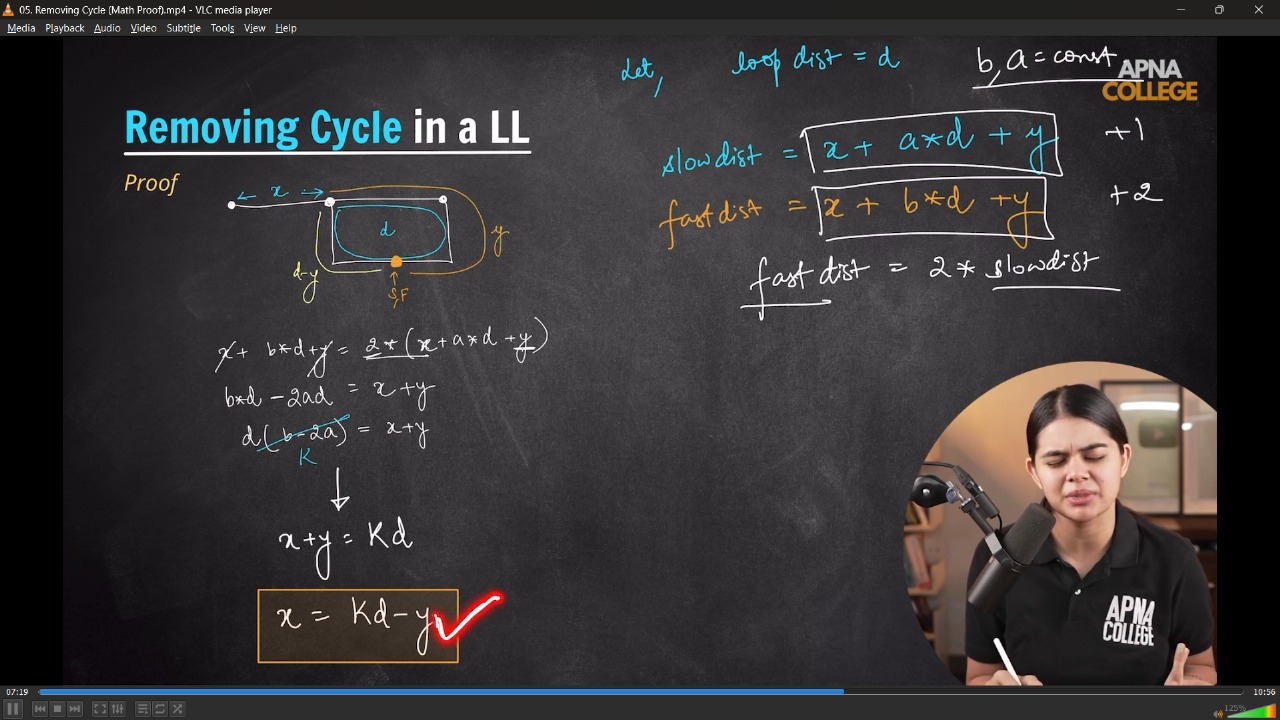 05. Removing Cycle (Math Proof).mp4 - VLC media player
Media Playback Audio Video Subtitle Tools View Help
Let, loop dist = d
b, a = const
APNA
COLLEGE
Removing Cycle in a LL
slow dist = x + a*d + y +1
Proof
fast dist = x + b*d + y +2
x
d
y
d-y
S,F
fast dist = 2 * slow dist
x + b*d + y = 2*(x + a*d + y)
b*d - 2ad = x+y
d(b-2a) = x+y
K
x+y = Kd
x = Kd-y
APNA
COLLEGE
07:19 10:56
125%